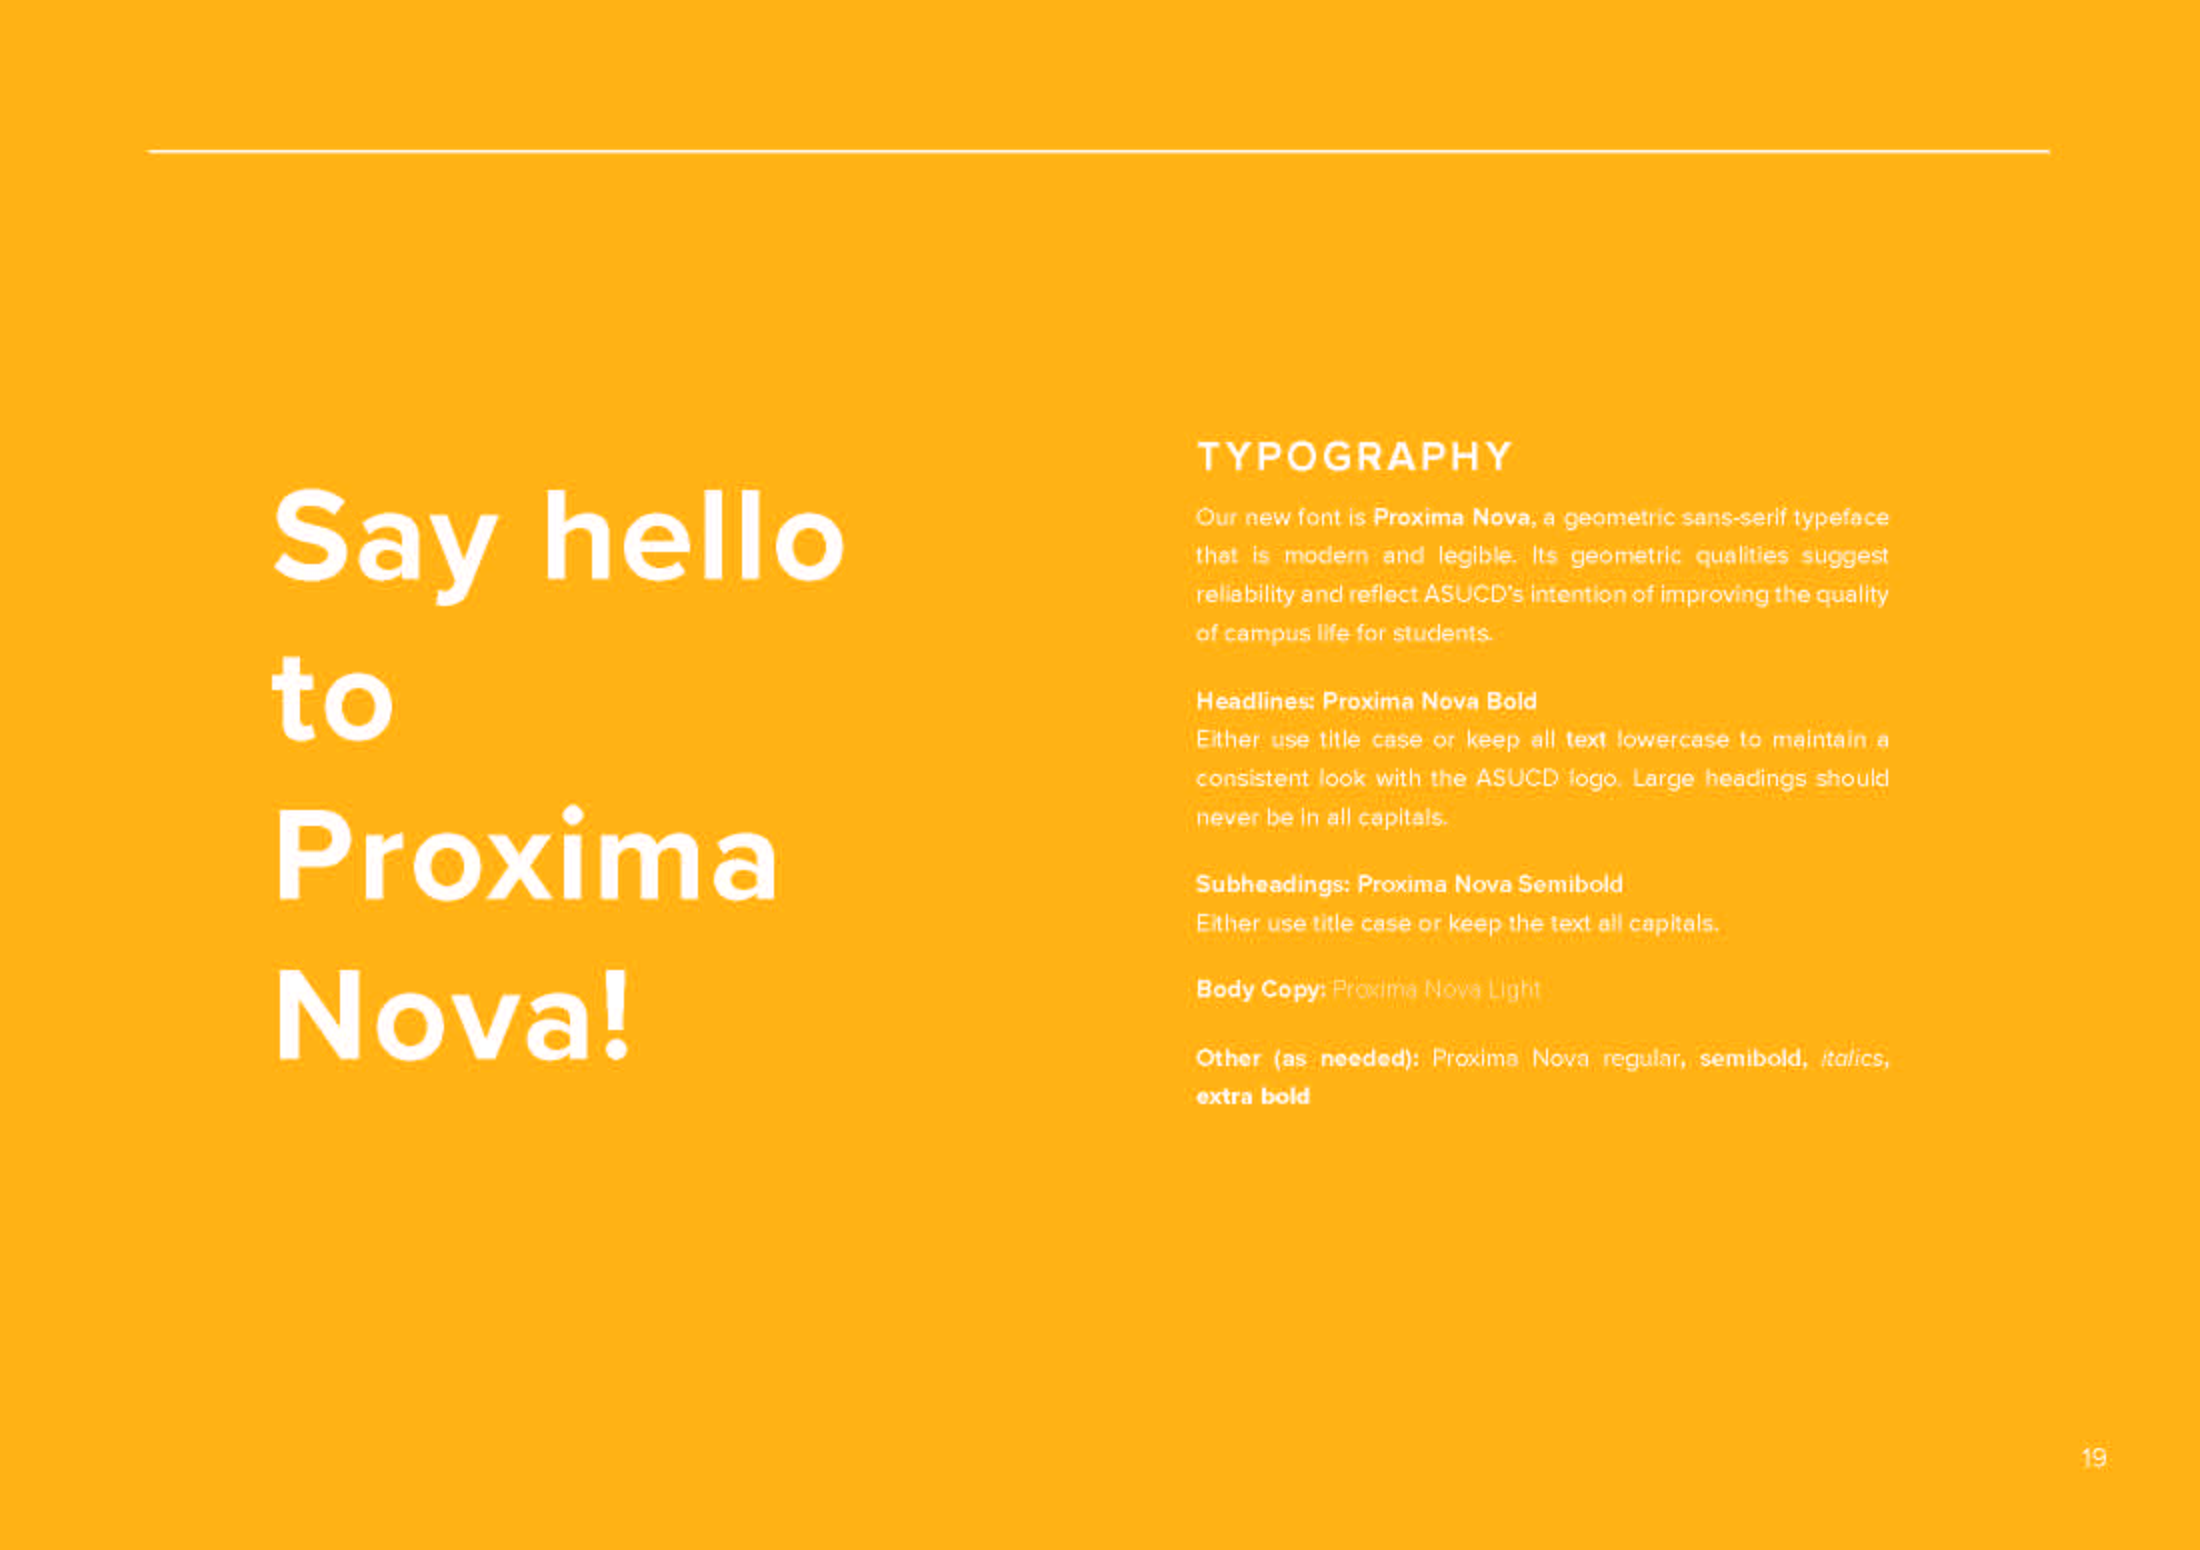 Say hello
to
Proxima
Nova!
TYPOGRAPHY
Our new font is Proxima Nova, a geometric sans-serif typeface
that is modern and legible. Its geometric qualities suggest
reliability and reflect ASUCD's intention of improving the quality
of campus life for students.
Headlines: Proxima Nova Bold
Either use title case or keep all text lowercase to maintain a
consistent look with the ASUCD logo. Large headings should
never be in all capitals.
Subheadings: Proxima Nova Semibold
Either use title case or keep the text all capitals.
Body Copy: Proxima Nova Light
Other (as needed): Proxima Nova regular, semibold, italics,
extra bold
19